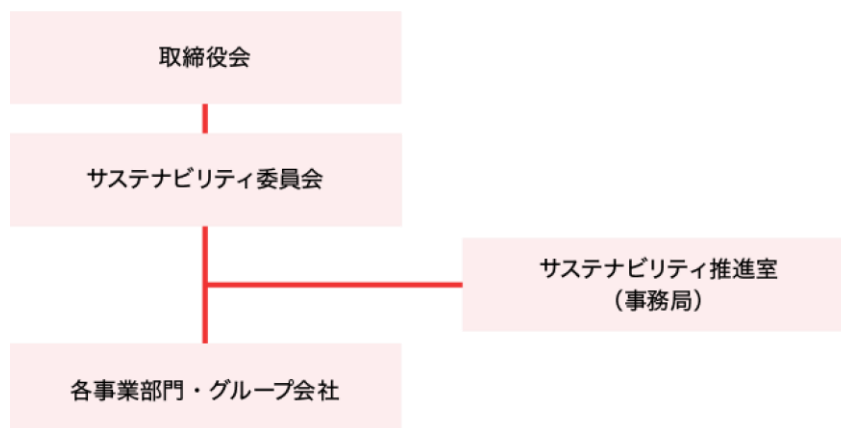 取締役会
サステナビリティ委員会
サステナビリティ推進室
（事務局）
各事業部門・グループ会社